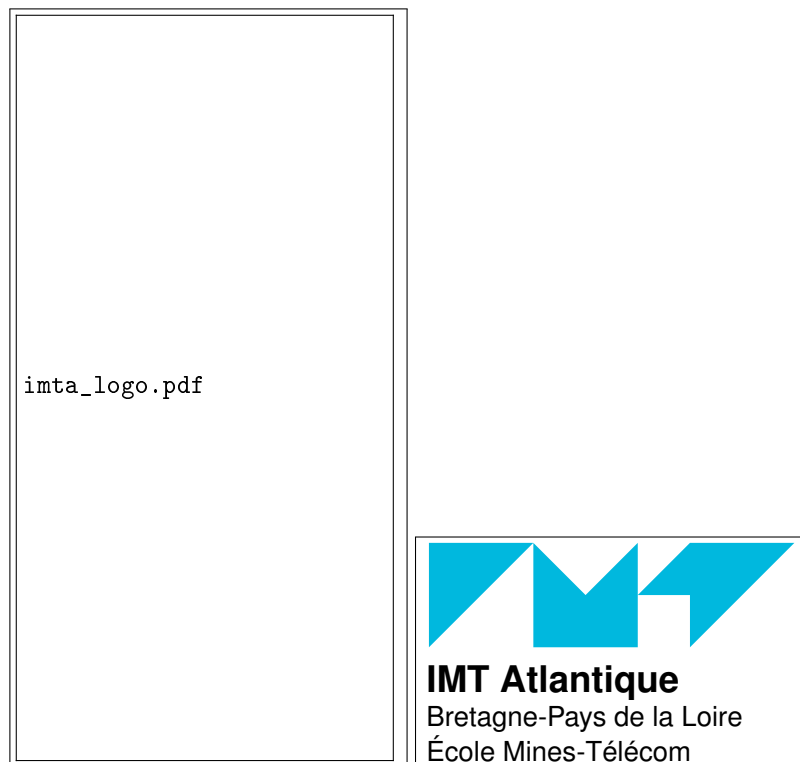 imta_logo.pdf
IMT Atlantique
Bretagne-Pays de la Loire
École Mines-Télécom